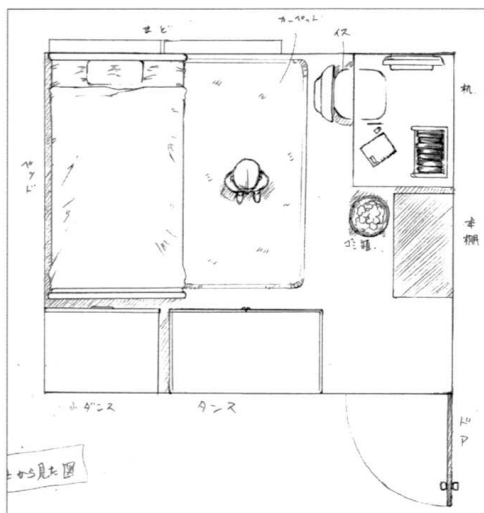 まど
カーペット
イス
机
ベッド
本棚
ゴミ箱
小ダンス
タンス
ドア
から見た図